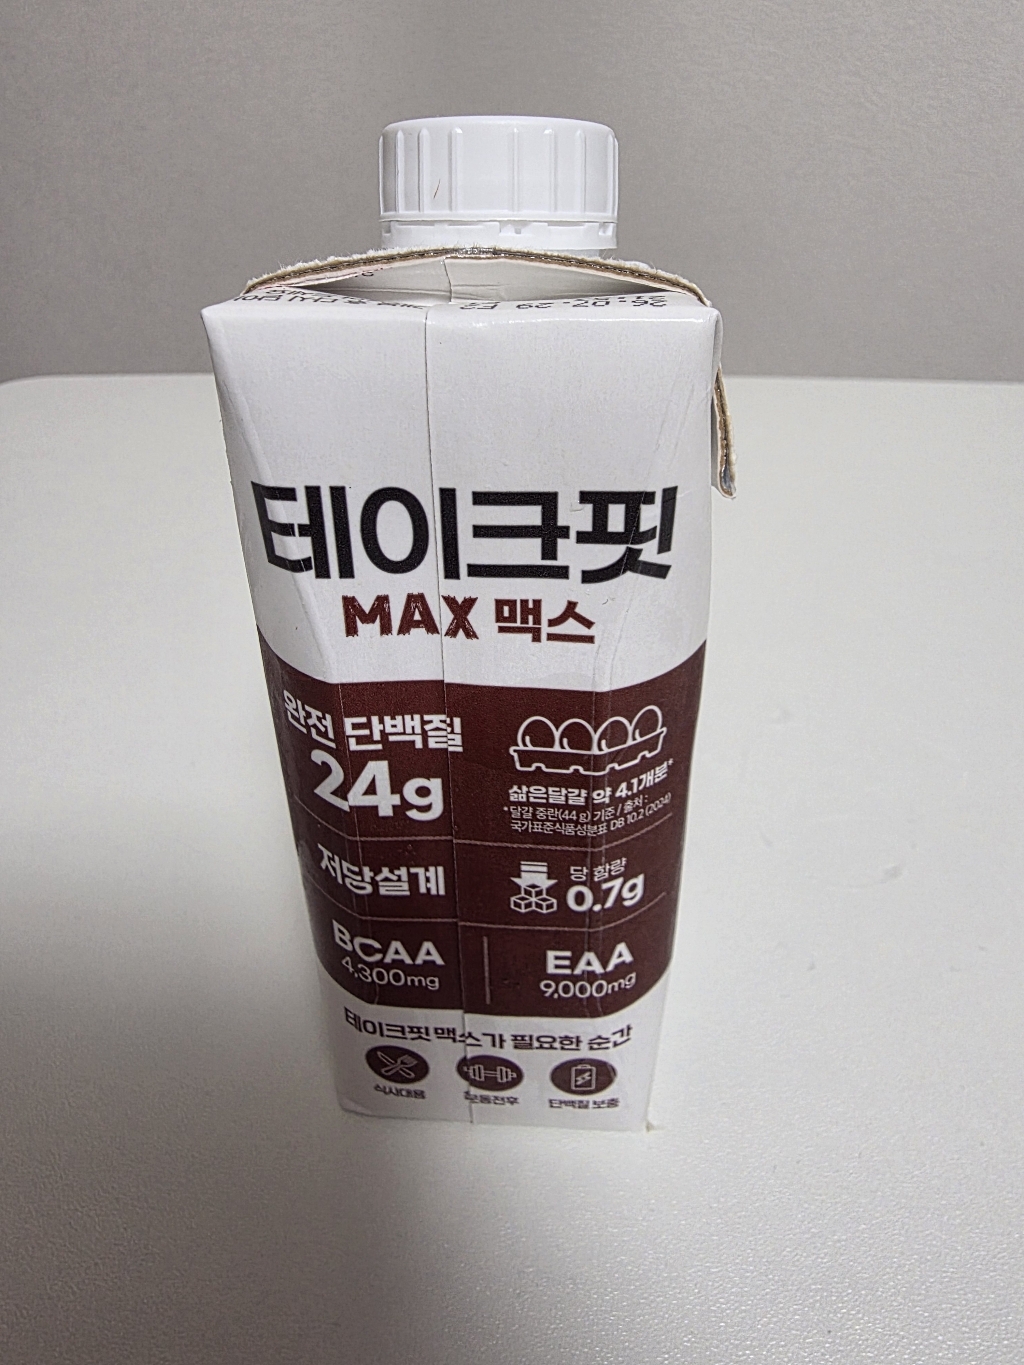 테이크핏
MAX 맥스
완전 단백질
24g
삶은달걀 약 4.1개분*
*달걀 중란(44 g) 기준 / 출처 :
국가표준식품성분표 DB 10.2 (2024)
저당설계
당 함량
0.7g
BCAA
4,300mg
EAA
9,000mg
테이크핏 맥스가 필요한 순간
식사대용
운동전후
단백질 보충